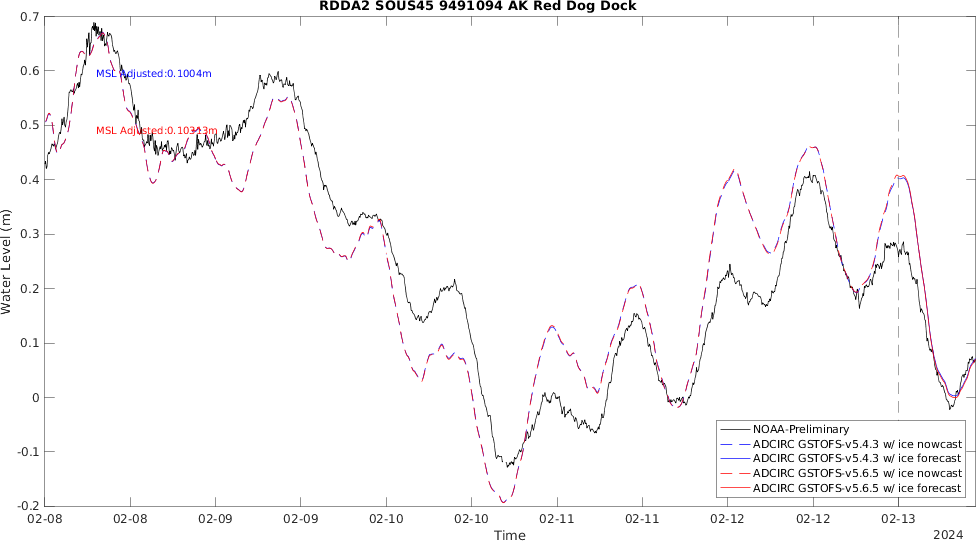 RDDA2 SOUS45 9491094 AK Red Dog Dock
0.7
0.6
0.5
0.4
0.3
0.2
0.1
0
-0.1
-0.2
Water Level (m)
MSL Adjusted:0.1004m
MSL Adjusted:0.10313m
NOAA-Preliminary
ADCIRC GSTOFS-v5.4.3 w/ ice nowcast
ADCIRC GSTOFS-v5.4.3 w/ ice forecast
ADCIRC GSTOFS-v5.6.5 w/ ice nowcast
ADCIRC GSTOFS-v5.6.5 w/ ice forecast
02-08 02-08 02-09 02-09 02-10 02-10 02-11 02-11 02-12 02-12 02-13
Time
2024